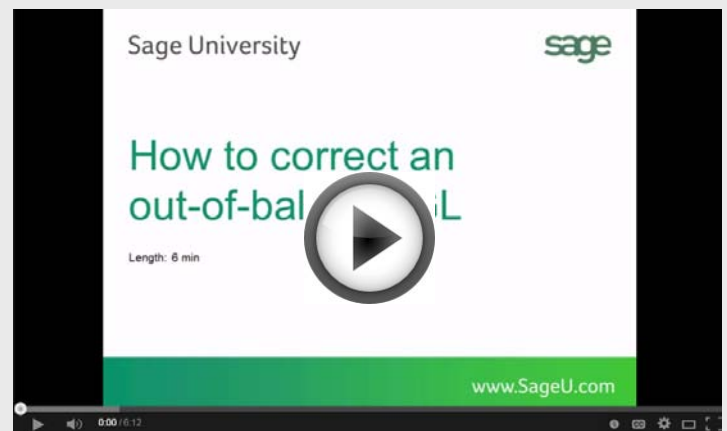 Sage University
sage
How to correct an
out-of-bal GL
Length: 6 min
www.SageU.com
0:00 / 6:12